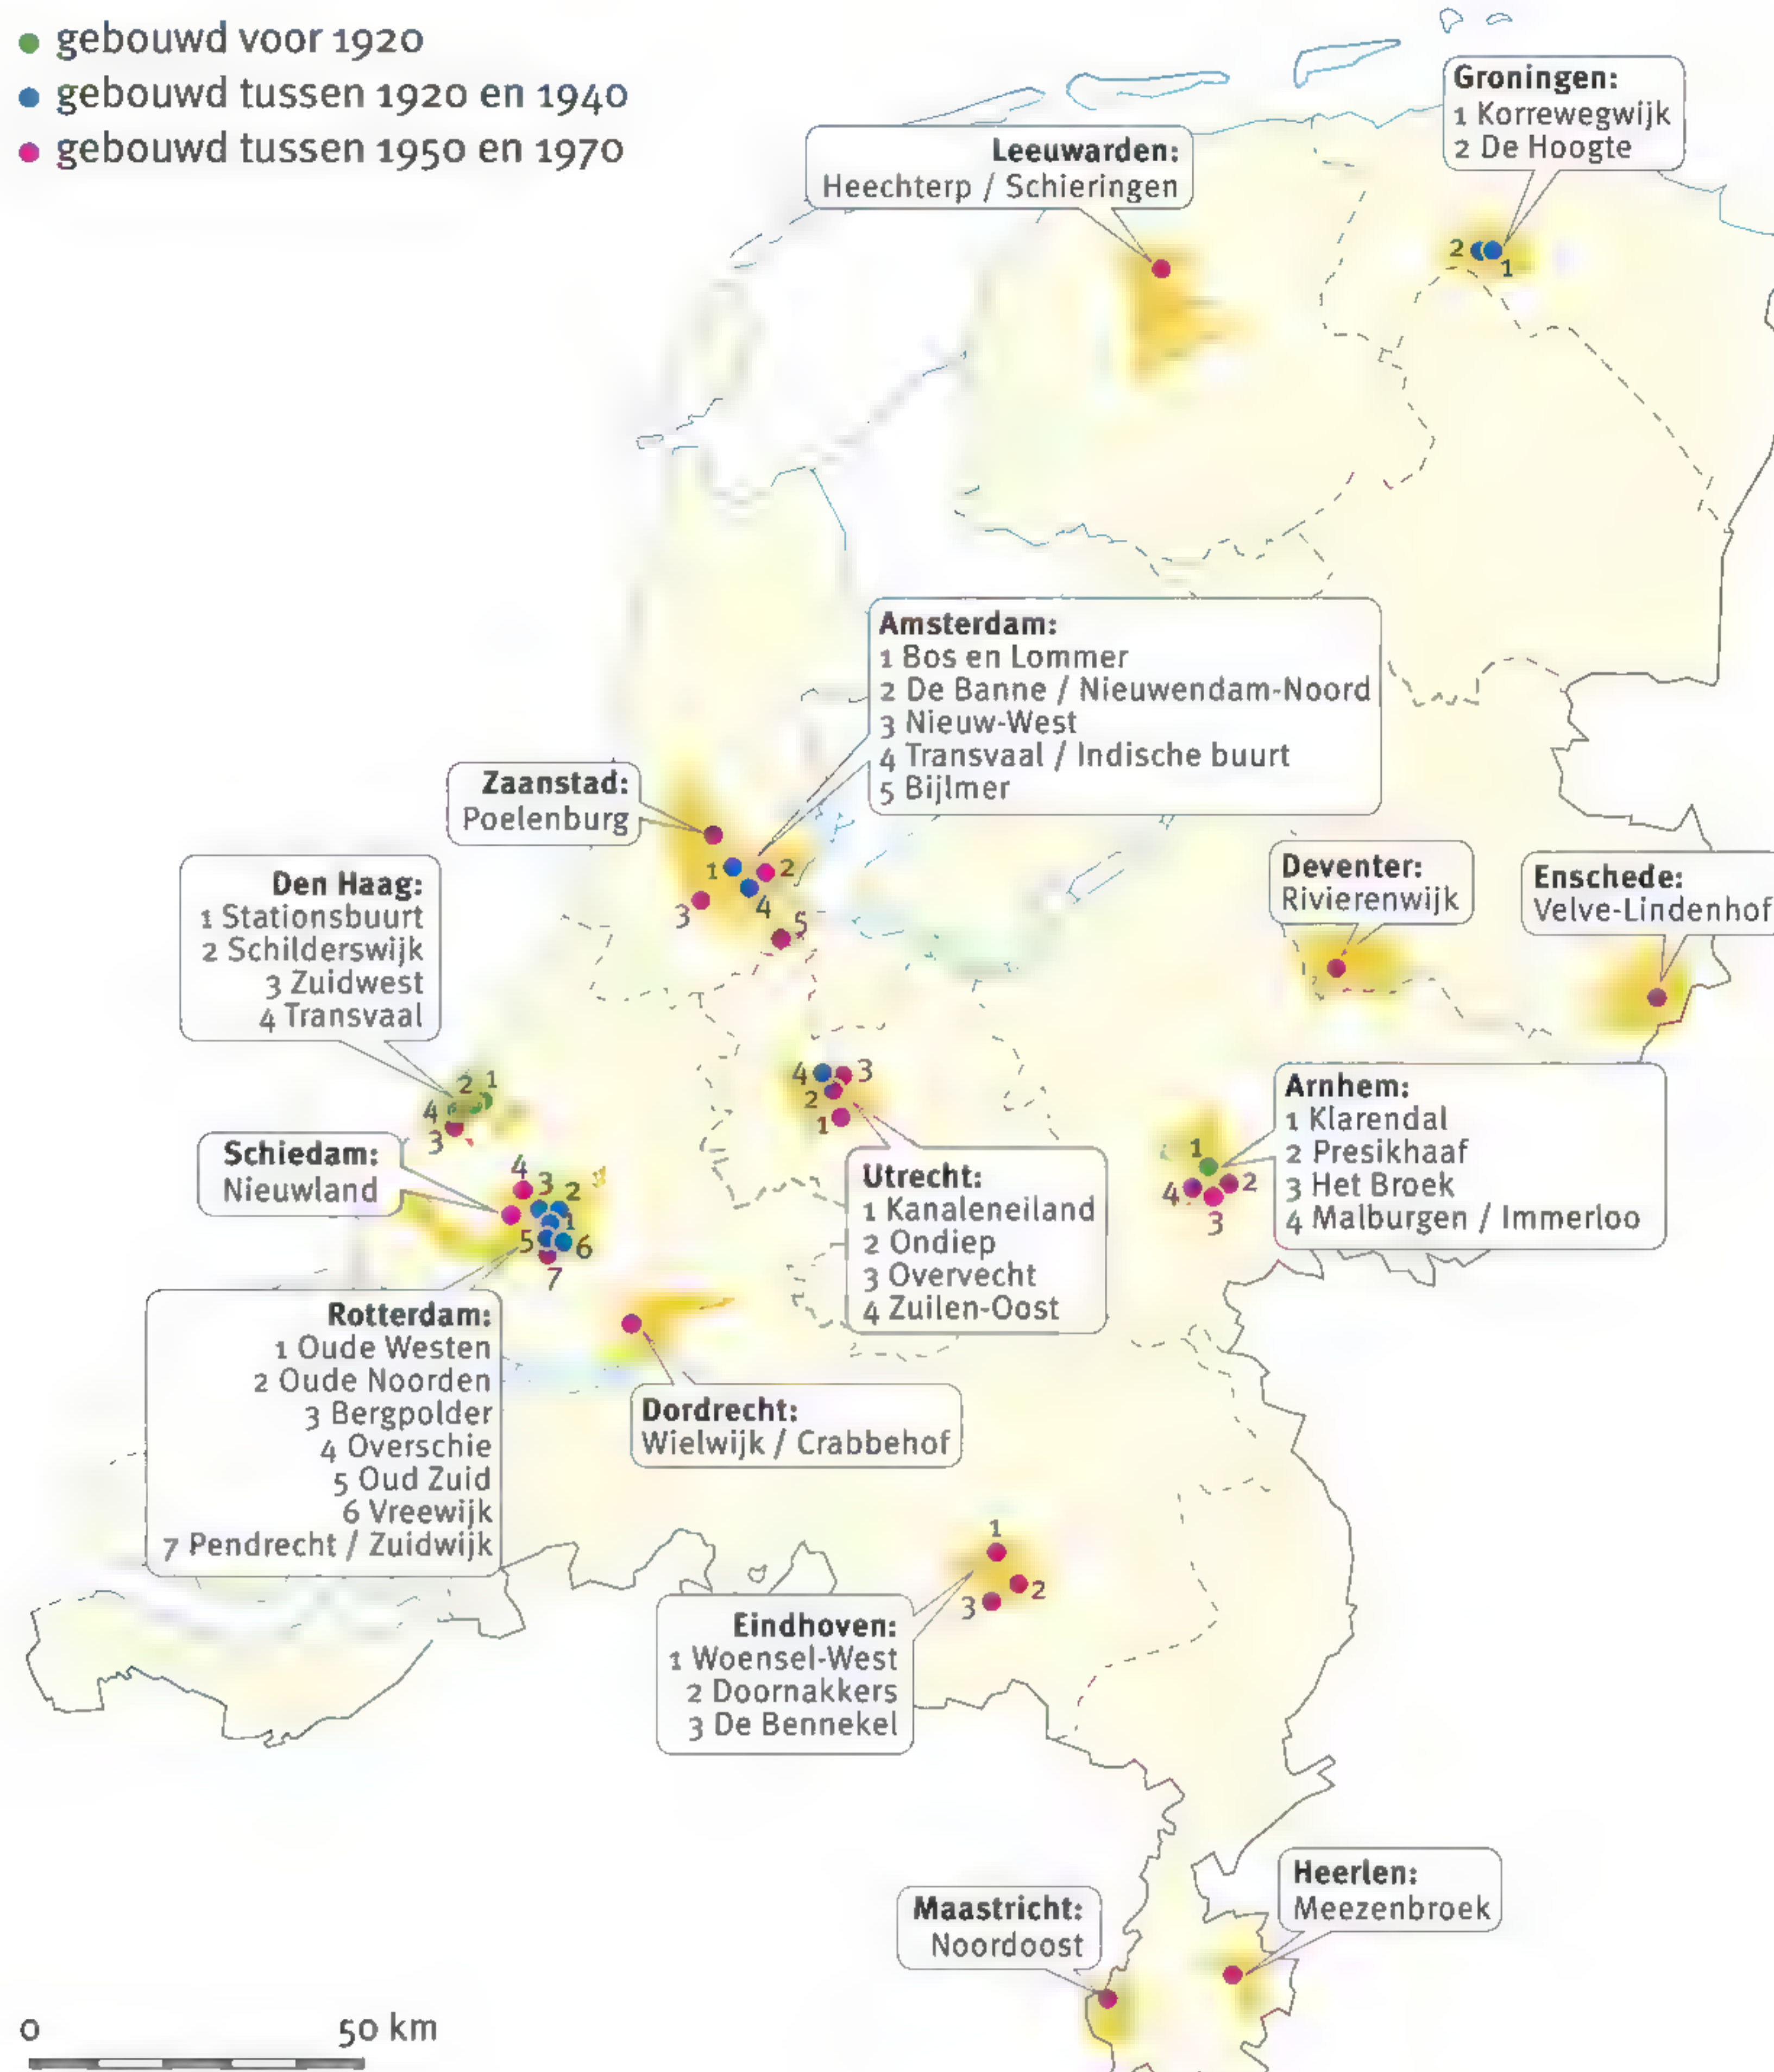 gebouwd voor 1920
gebouwd tussen 1920 en 1940
gebouwd tussen 1950 en 1970
Groningen:
1 Korrewegwijk
2 De Hoogte
2
1
Leeuwarden:
Heechterp / Schieringen
Amsterdam:
1 Bos en Lommer
2 De Banne / Nieuwendam-Noord
3 Nieuw-West
4 Transvaal / Indische buurt
5 Bijlmer
Zaanstad:
Poelenburg
1
2
3
4
5
Deventer:
Rivierenwijk
Enschede:
Velve-Lindenhof
Den Haag:
1 Stationsbuurt
2 Schilderswijk
3 Zuidwest
4 Transvaal
2
1
4
3
4
3
2
1
Arnhem:
1 Klarendal
2 Presikhaaf
3 Het Broek
4 Malburgen / Immerloo
1
2
4
3
Schiedam:
Nieuwland
4
3
2
1
5
6
7
Utrecht:
1 Kanaleneiland
2 Ondiep
3 Overvecht
4 Zuilen-Oost
Rotterdam:
1 Oude Westen
2 Oude Noorden
3 Bergpolder
4 Overschie
5 Oud Zuid
6 Vreewijk
7 Pendrecht / Zuidwijk
Dordrecht:
Wielwijk / Crabbehof
1
2
3
Eindhoven:
1 Woensel-West
2 Doornakkers
3 De Bennekel
Heerlen:
Meezenbroek
Maastricht:
Noordoost
0
50 km